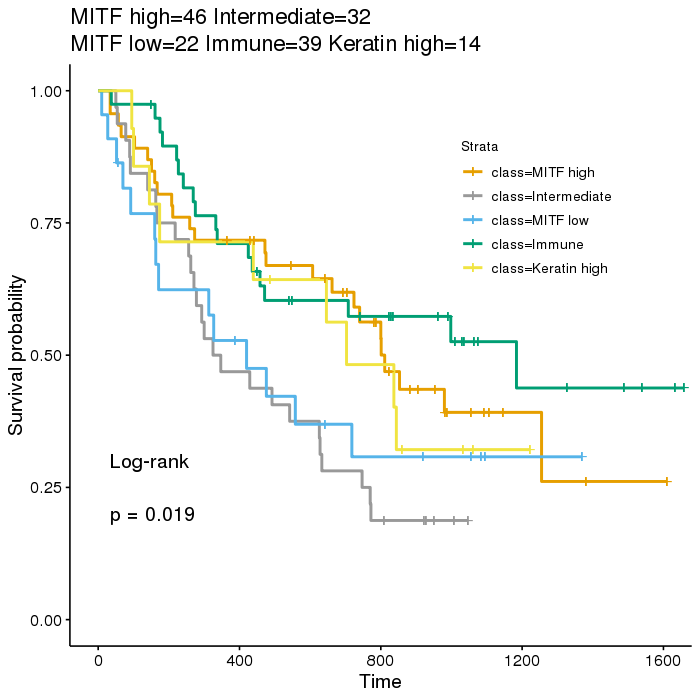 MITF high=46 Intermediate=32
MITF low=22 Immune=39 Keratin high=14
Strata
class=MITF high
class=Intermediate
class=MITF low
class=Immune
class=Keratin high
1.00
0.75
0.50
0.25
0.00
Survival probability
Log-rank
p = 0.019
0 400 800 1200 1600
Time